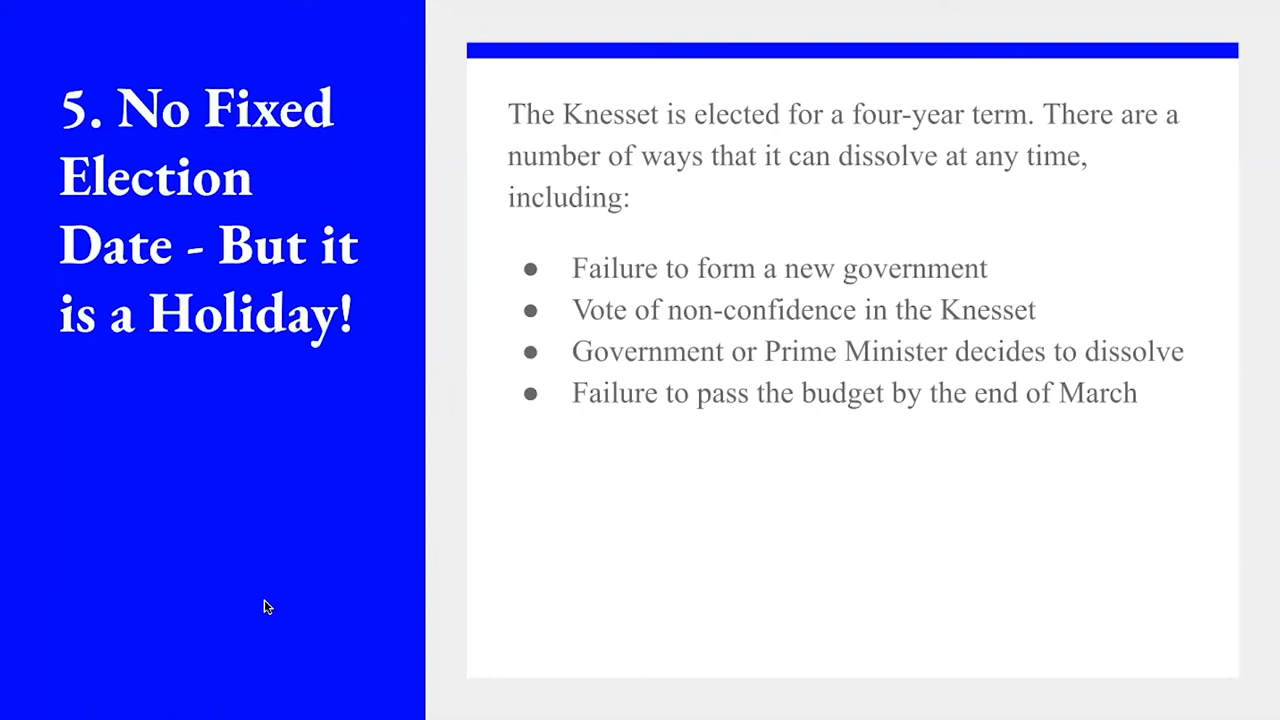 5. No Fixed
Election
Date - But it
is a Holiday!
The Knesset is elected for a four-year term. There are a
number of ways that it can dissolve at any time,
including:
● Failure to form a new government
● Vote of non-confidence in the Knesset
● Government or Prime Minister decides to dissolve
● Failure to pass the budget by the end of March